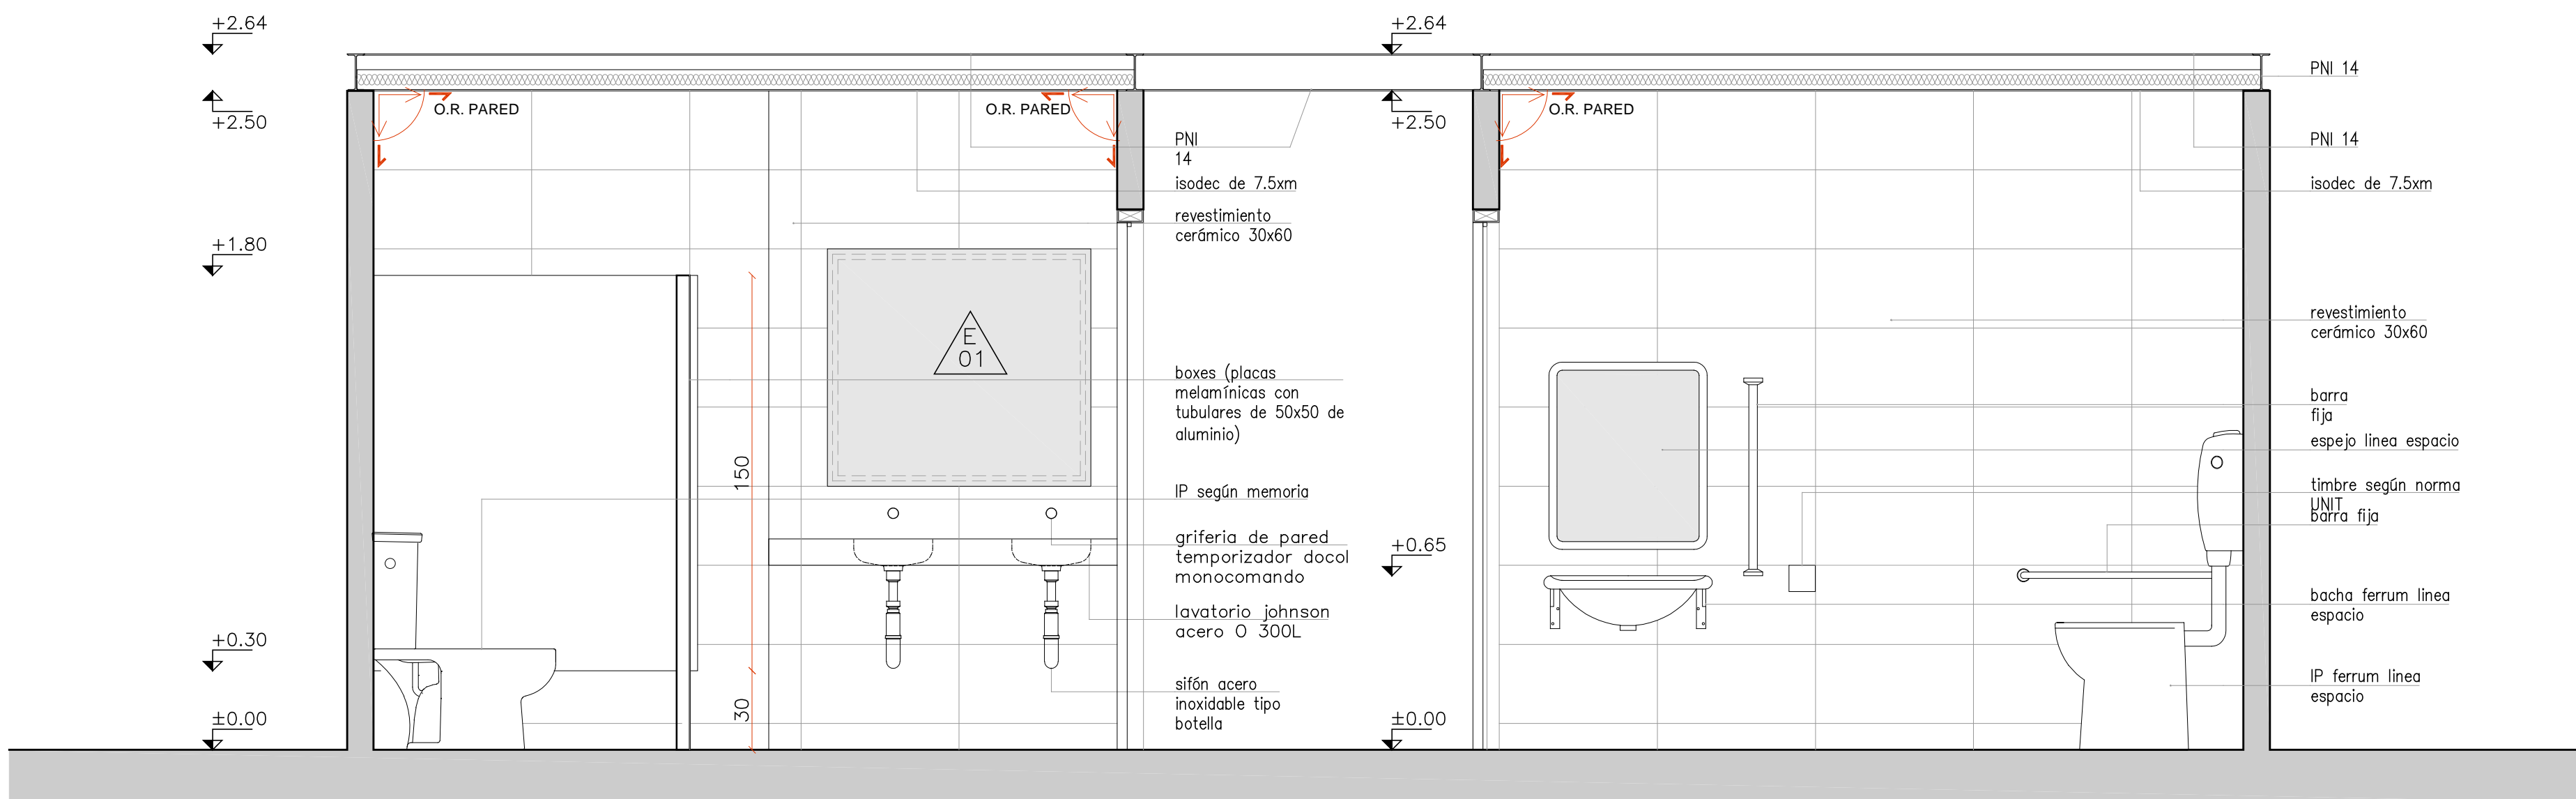 +2.64
+2.50
+1.80
+0.30
±0.00
O.R. PARED
O.R. PARED
E
01
150
30
PNI
14
isodec de 7.5xm
revestimiento
cerámico 30x60
boxes (placas
melamínicas con
tubulares de 50x50 de
aluminio)
IP según memoria
griferia de pared
temporizador docol
monocomando
lavatorio johnson
acero O 300L
sifón acero
inoxidable tipo
botella
+2.64
+2.50
+0.65
±0.00
O.R. PARED
PNI 14
PNI 14
isodec de 7.5xm
revestimiento
cerámico 30x60
barra
fija
espejo linea espacio
timbre según norma
UNIT
barra fija
bacha ferrum linea
espacio
IP ferrum linea
espacio